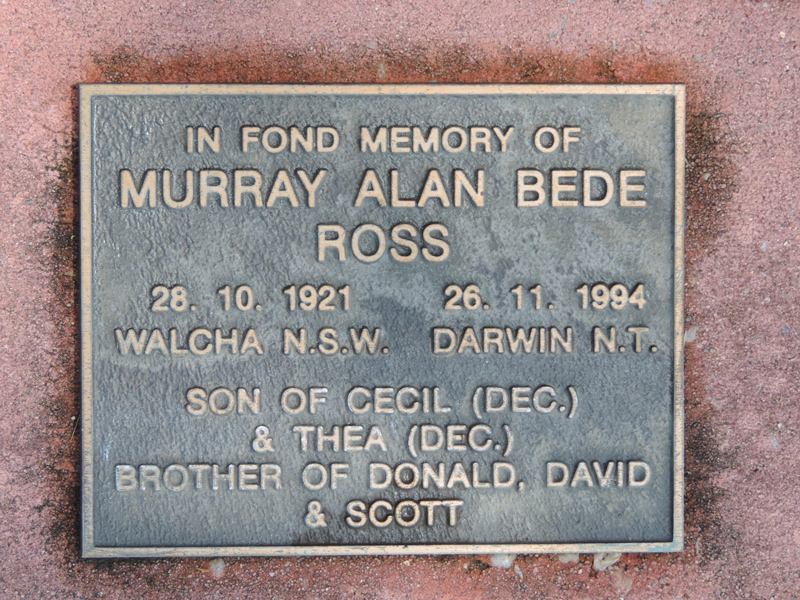 IN FOND MEMORY OF
MURRAY ALAN BEDE
ROSS
28. 10. 1921 26. 11. 1994
WALCHA N.S.W. DARWIN N.T.
SON OF CECIL (DEC.)
& THEA (DEC.)
BROTHER OF DONALD, DAVID
& SCOTT